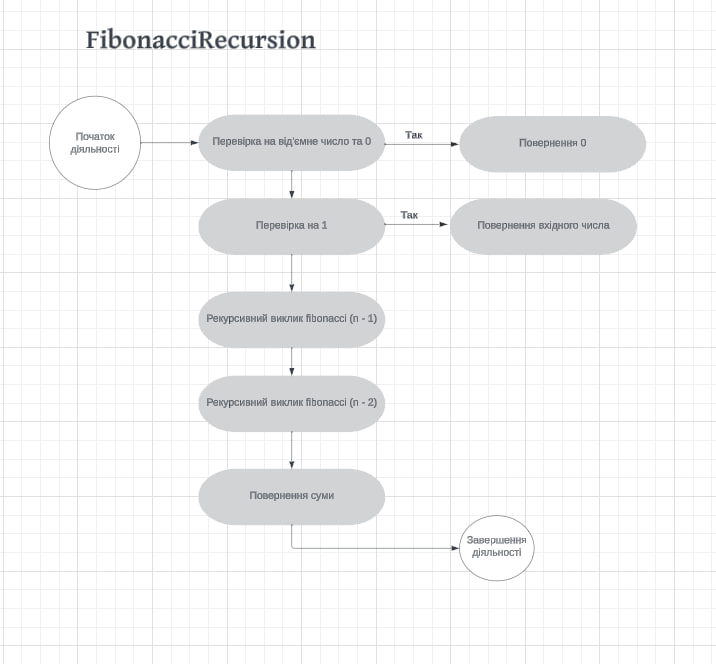 FibonacciRecursion
Початок
діяльності
Перевірка на від'ємне число та 0
Так
Повернення 0
Перевірка на 1
Так
Повернення вхідного числа
Рекурсивний виклик fibonacci (n - 1)
Рекурсивний виклик fibonacci (n - 2)
Повернення суми
Завершення
діяльності